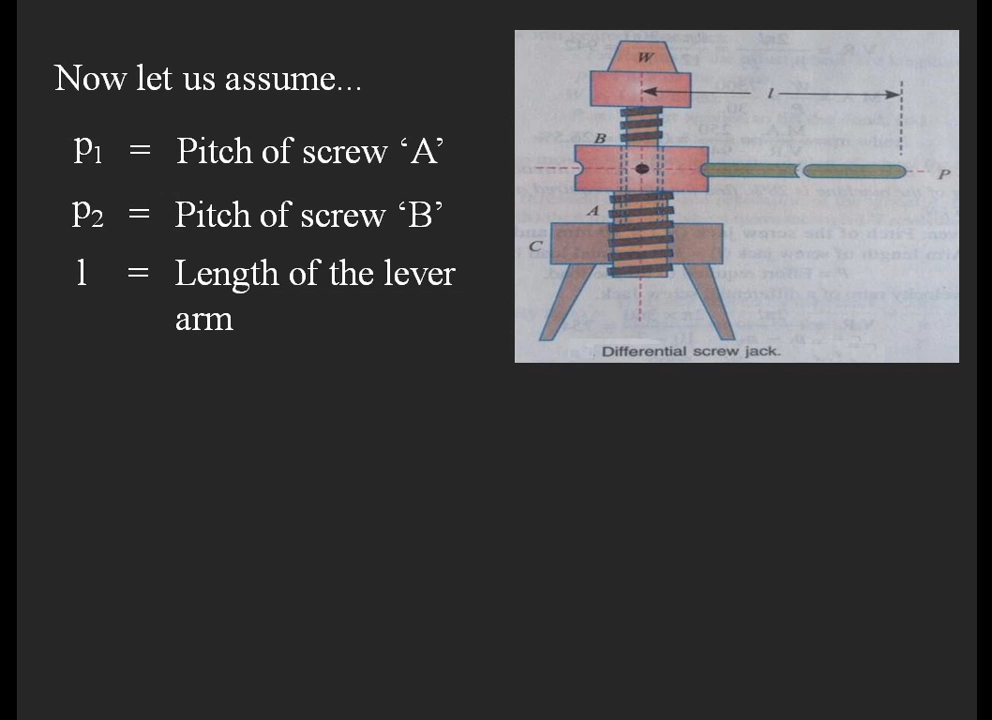 Now let us assume...
p1 = Pitch of screw ‘A’
p2 = Pitch of screw ‘B’
l = Length of the lever
arm
W
l
B
P
A
C
Differential screw jack.